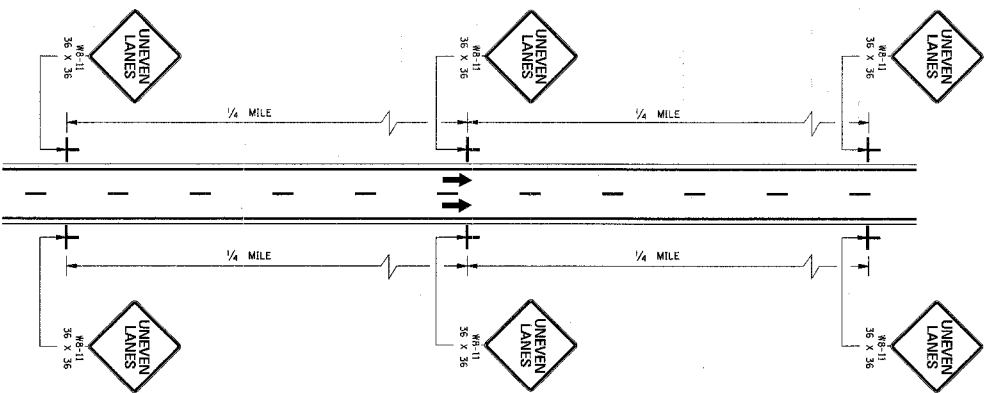 UNEVEN
LANES
W8-11
36 X 36
UNEVEN
LANES
W8-11
36 X 36
UNEVEN
LANES
W8-11
36 X 36
1/4 MILE
1/4 MILE
1/4 MILE
1/4 MILE
UNEVEN
LANES
W8-11
36 X 36
UNEVEN
LANES
W8-11
36 X 36
UNEVEN
LANES
W8-11
36 X 36